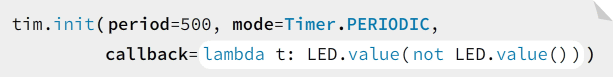 tim.init(period=500, mode=Timer.PERIODIC,
callback=lambda t: LED.value(not LED.value()))